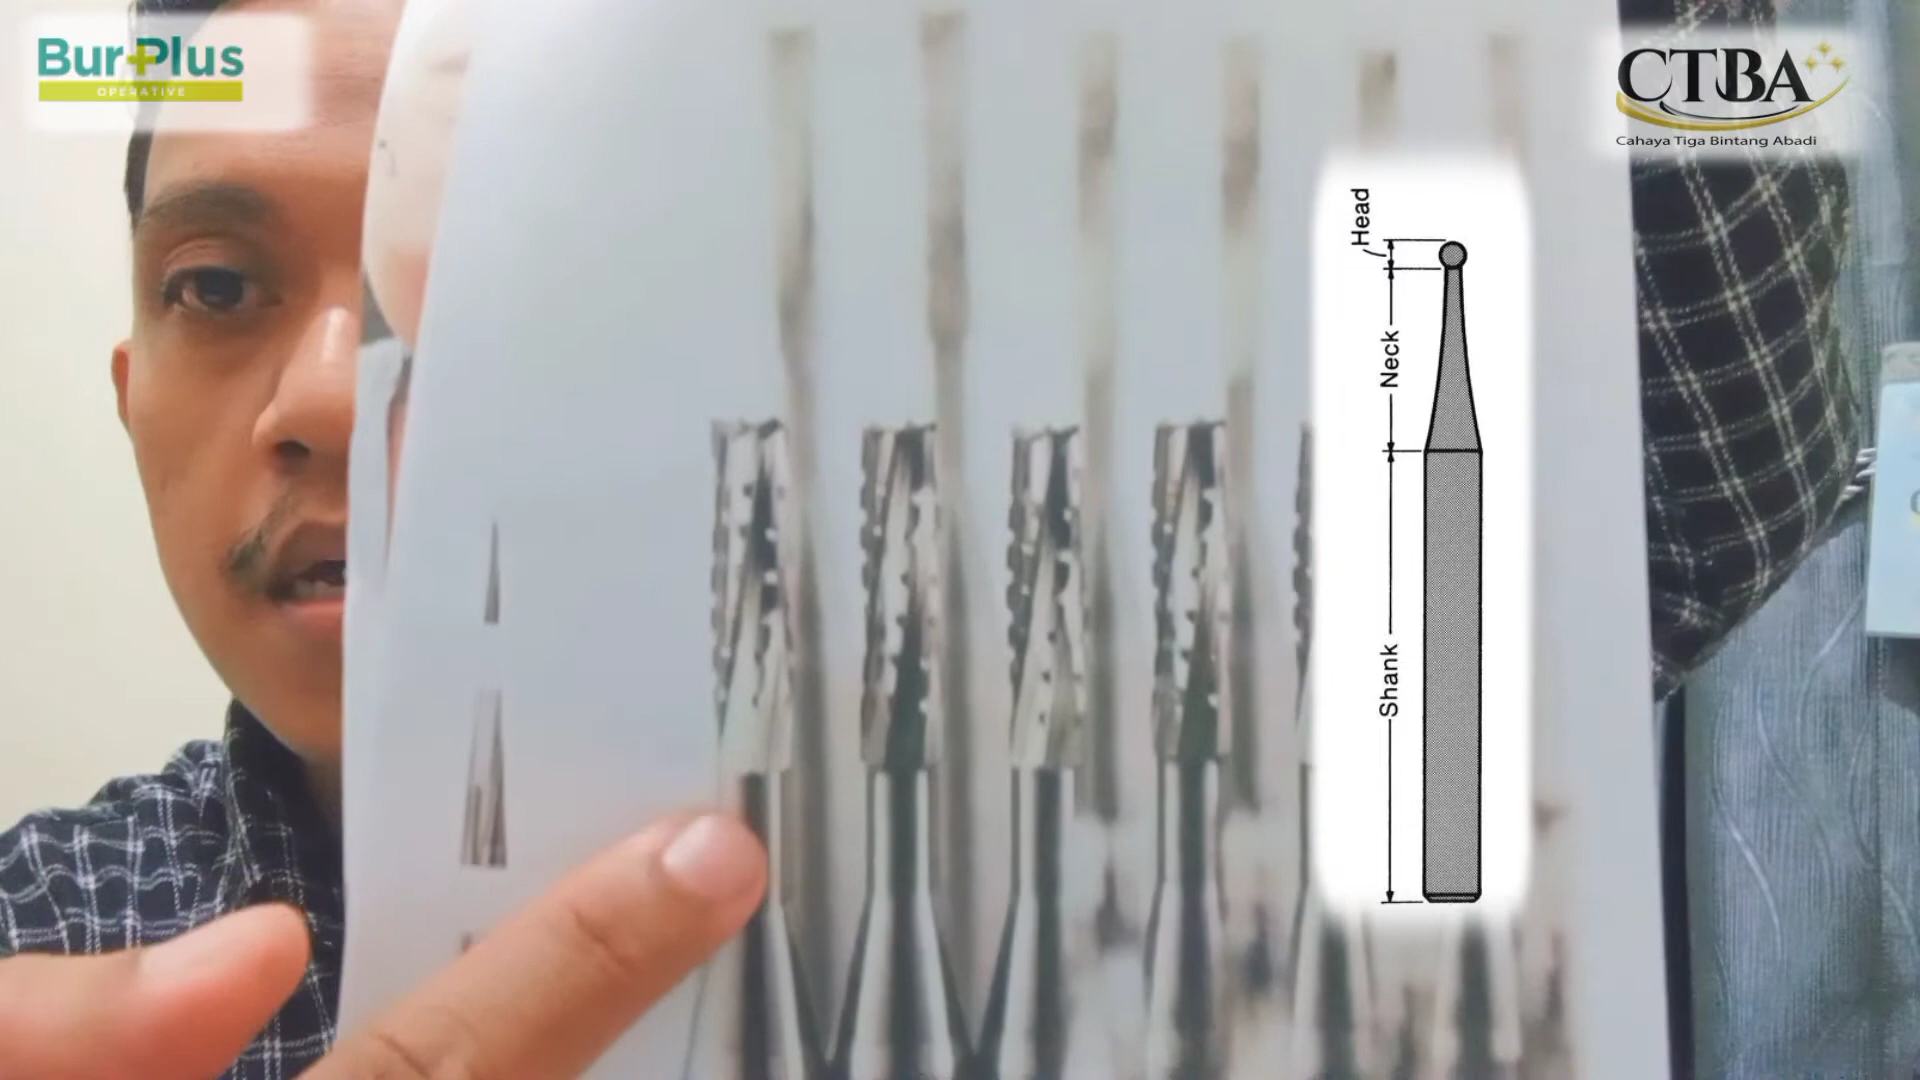 BurPlus
OPERATIVE
CTBA
Cahaya Tiga Bintang Abadi
Head
Neck
Shank